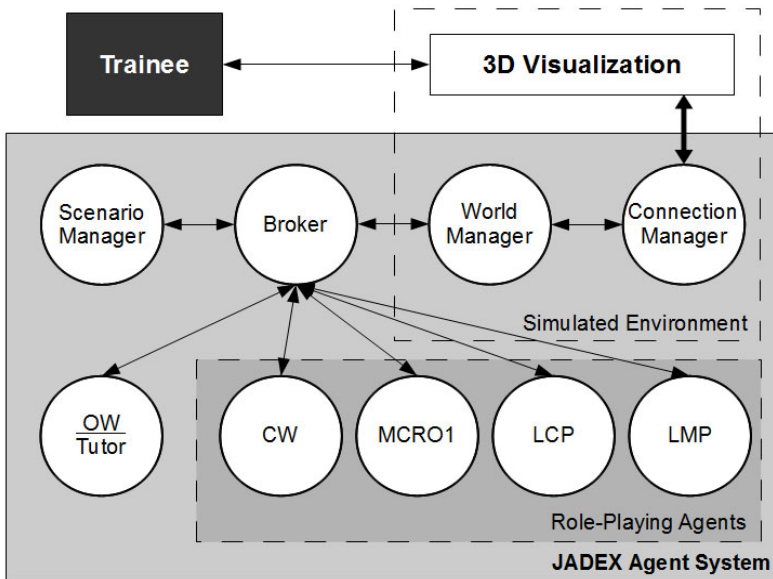 Trainee
3D Visualization
Scenario
Manager
Broker
World
Manager
Connection
Manager
Simulated Environment
OW
Tutor
CW
MCRO1
LCP
LMP
Role-Playing Agents
JADEX Agent System